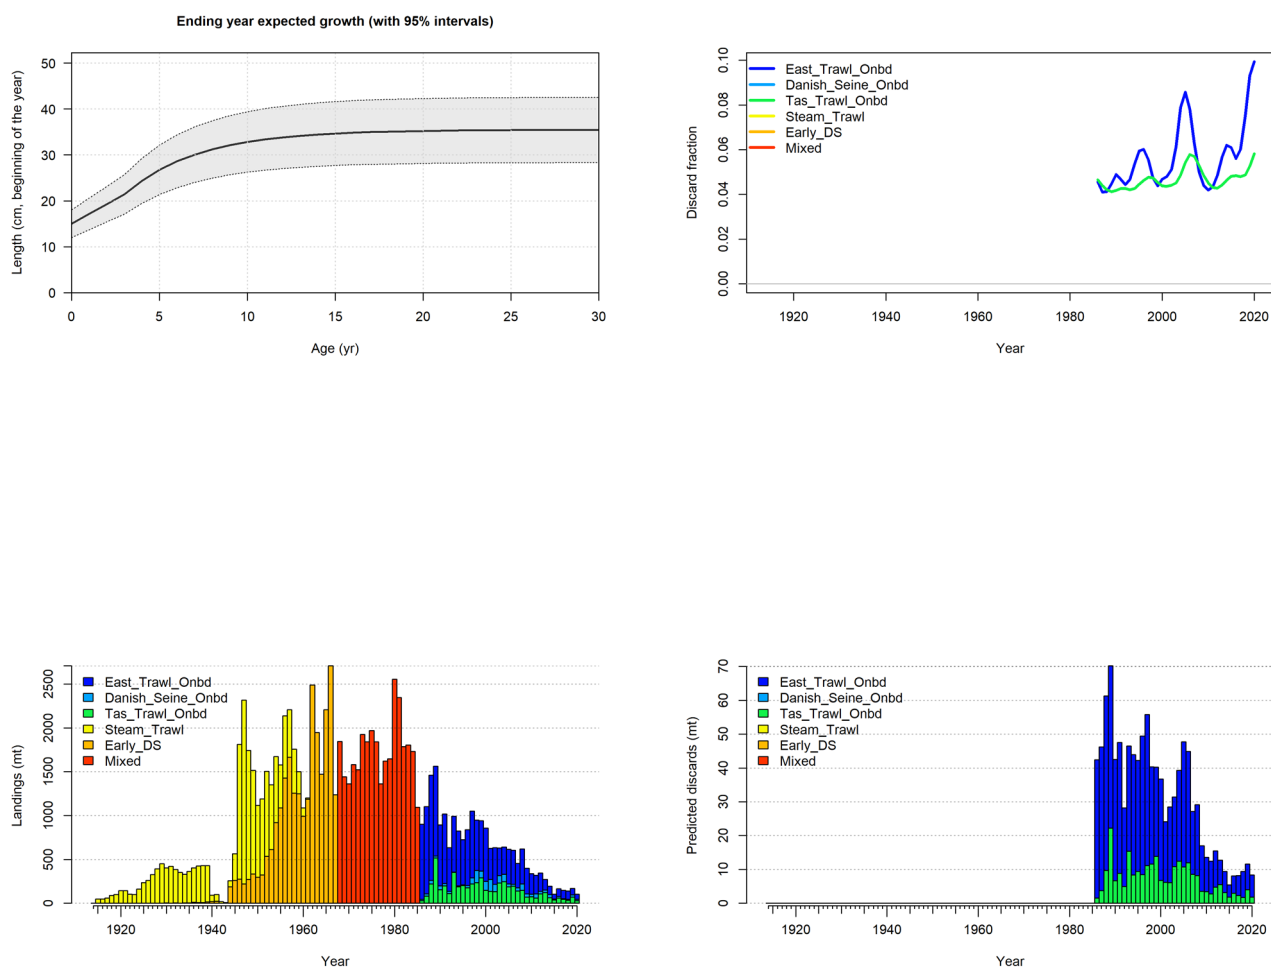 Ending year expected growth (with 95% intervals)
Length (cm, beginning of the year)
50
40
30
20
10
0
0 5 10 15 20 25 30
Age (yr)
Discard fraction
0.10
0.08
0.06
0.04
0.02
0.00
East_Trawl_Onbd
Danish_Seine_Onbd
Tas_Trawl_Onbd
Steam_Trawl
Early_DS
Mixed
1920 1940 1960 1980 2000 2020
Year
Landings (mt)
2500
2000
1500
1000
500
0
East_Trawl_Onbd
Danish_Seine_Onbd
Tas_Trawl_Onbd
Steam_Trawl
Early_DS
Mixed
1920 1940 1960 1980 2000 2020
Year
Predicted discards (mt)
70
60
50
40
30
20
10
0
East_Trawl_Onbd
Danish_Seine_Onbd
Tas_Trawl_Onbd
Steam_Trawl
Early_DS
Mixed
1920 1940 1960 1980 2000 2020
Year